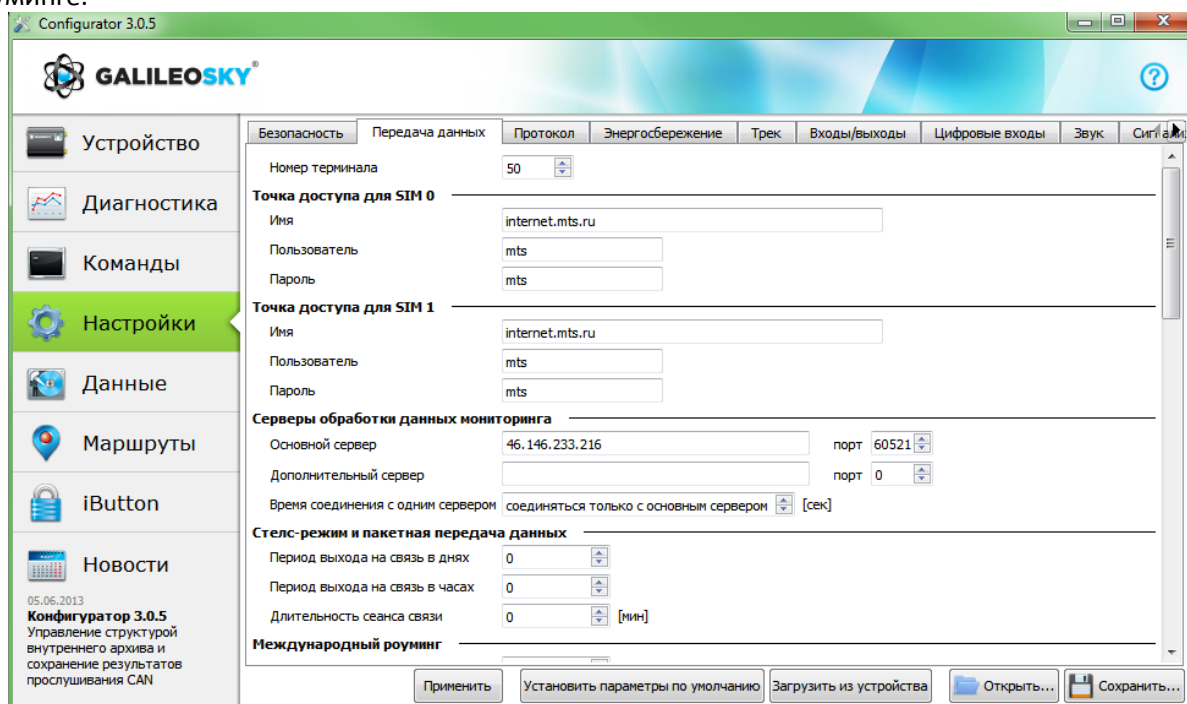 Configurator 3.0.5
GALILEOSKY®
?
Устройство
Диагностика
Команды
Настройки
Данные
Маршруты
iButton
Новости
05.06.2013
Конфигуратор 3.0.5
Управление структурой
внутреннего архива и
сохранение результатов
прослушивания CAN
Безопасность Передача данных Протокол Энергосбережение Трек Входы/выходы Цифровые входы Звук
Номер терминала 50
Точка доступа для SIM 0
Имя internet.mts.ru
Пользователь mts
Пароль mts
Точка доступа для SIM 1
Имя internet.mts.ru
Пользователь mts
Пароль mts
Серверы обработки данных мониторинга
Основной сервер 46.146.233.216 порт 60521
Дополнительный сервер порт 0
Время соединения с одним сервером соединяться только с основным сервером [сек]
Стелс-режим и пакетная передача данных
Период выхода на связь в днях 0
Период выхода на связь в часах 0
Длительность сеанса связи 0 [мин]
Международный роуминг
Применить Установить параметры по умолчанию Загрузить из устройства Открыть... Сохранить...